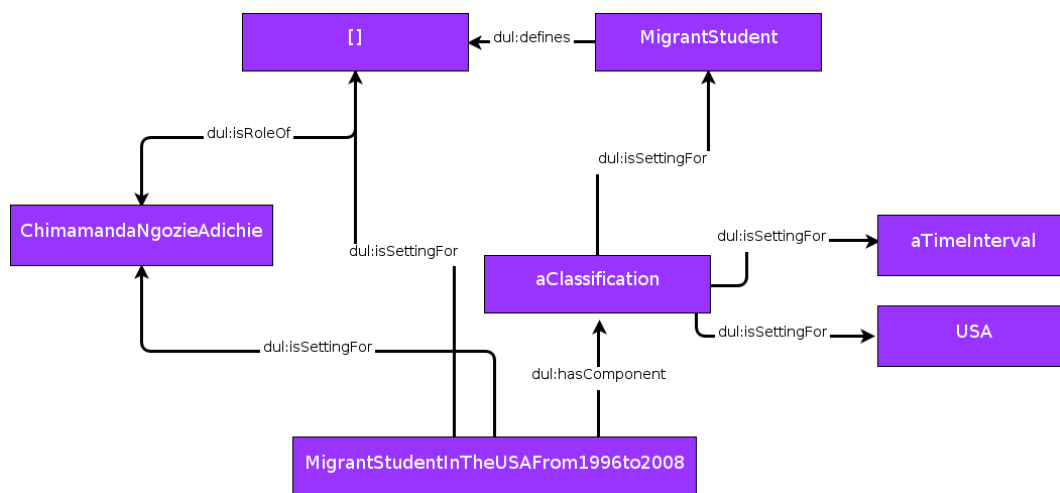 []
dul:defines
MigrantStudent
dul:isRoleOf
dul:isSettingFor
ChimamandaNgozieAdichie
dul:isSettingFor
aTimeInterval
dul:isSettingFor
aClassification
dul:isSettingFor
USA
dul:isSettingFor
dul:hasComponent
MigrantStudentInTheUSAFrom1996to2008